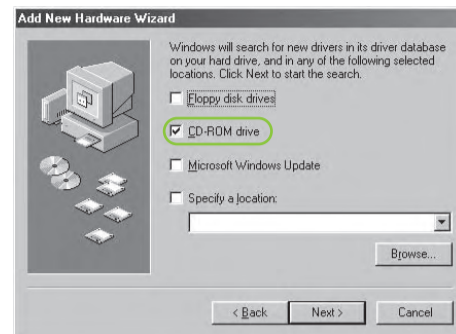 Add New Hardware Wizard
Windows will search for new drivers in its driver database
on your hard drive, and in any of the following selected
locations. Click Next to start the search.
Floppy disk drives
CD-ROM drive
Microsoft Windows Update
Specify a location:
Browse...
< Back
Next >
Cancel